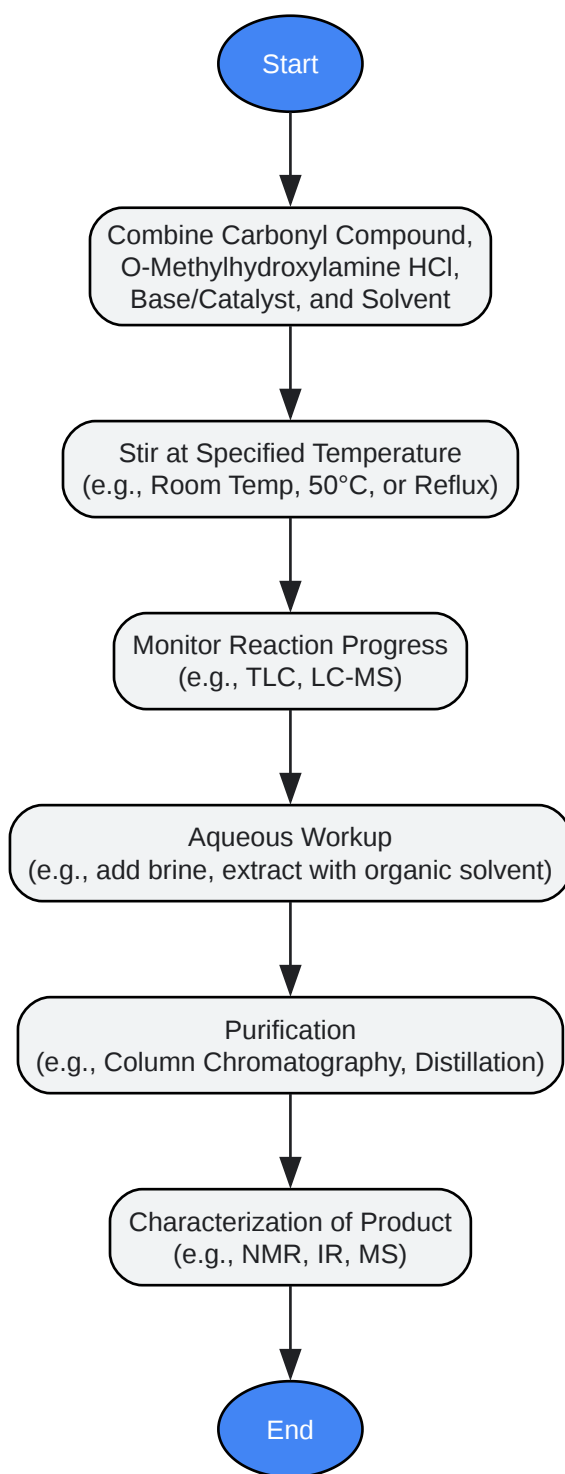 Start
Combine Carbonyl Compound,
O-Methylhydroxylamine HCl,
Base/Catalyst, and Solvent
Stir at Specified Temperature
(e.g., Room Temp, 50°C, or Reflux)
Monitor Reaction Progress
(e.g., TLC, LC-MS)
Aqueous Workup
(e.g., add brine, extract with organic solvent)
Purification
(e.g., Column Chromatography, Distillation)
Characterization of Product
(e.g., NMR, IR, MS)
End